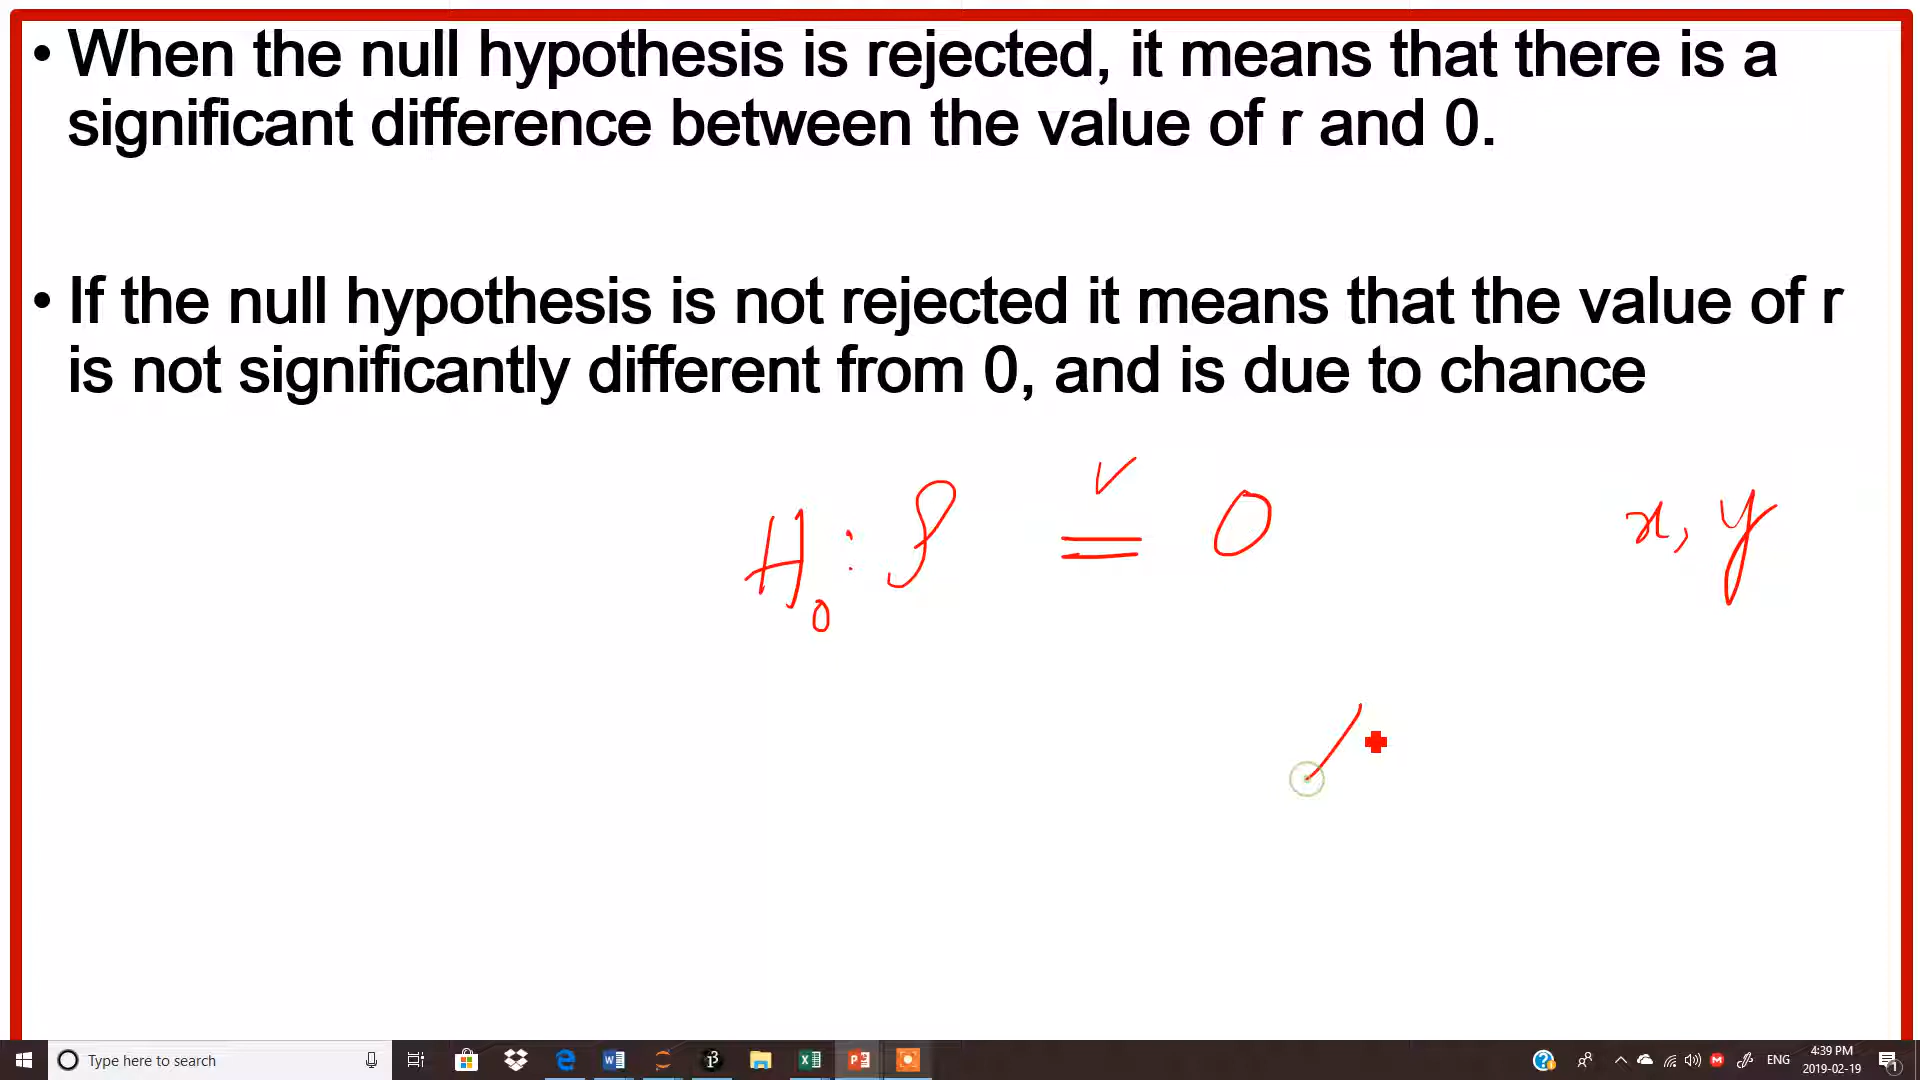 • When the null hypothesis is rejected, it means that there is a
significant difference between the value of r and 0.
• If the null hypothesis is not rejected it means that the value of r
is not significantly different from 0, and is due to chance
H₀ : ρ = 0
x, y
Type here to search
ENG
4:39 PM
2019-02-19